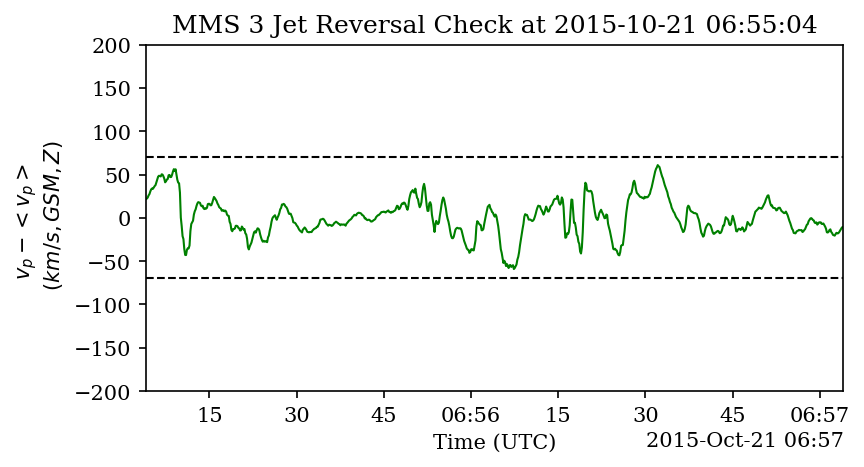 MMS 3 Jet Reversal Check at 2015-10-21 06:55:04
200
150
100
50
0
−50
−100
−150
−200
v_p − < v_p >
(km/s, GSM, Z)
15 30 45 06:56 15 30 45 06:57
Time (UTC)
2015-Oct-21 06:57